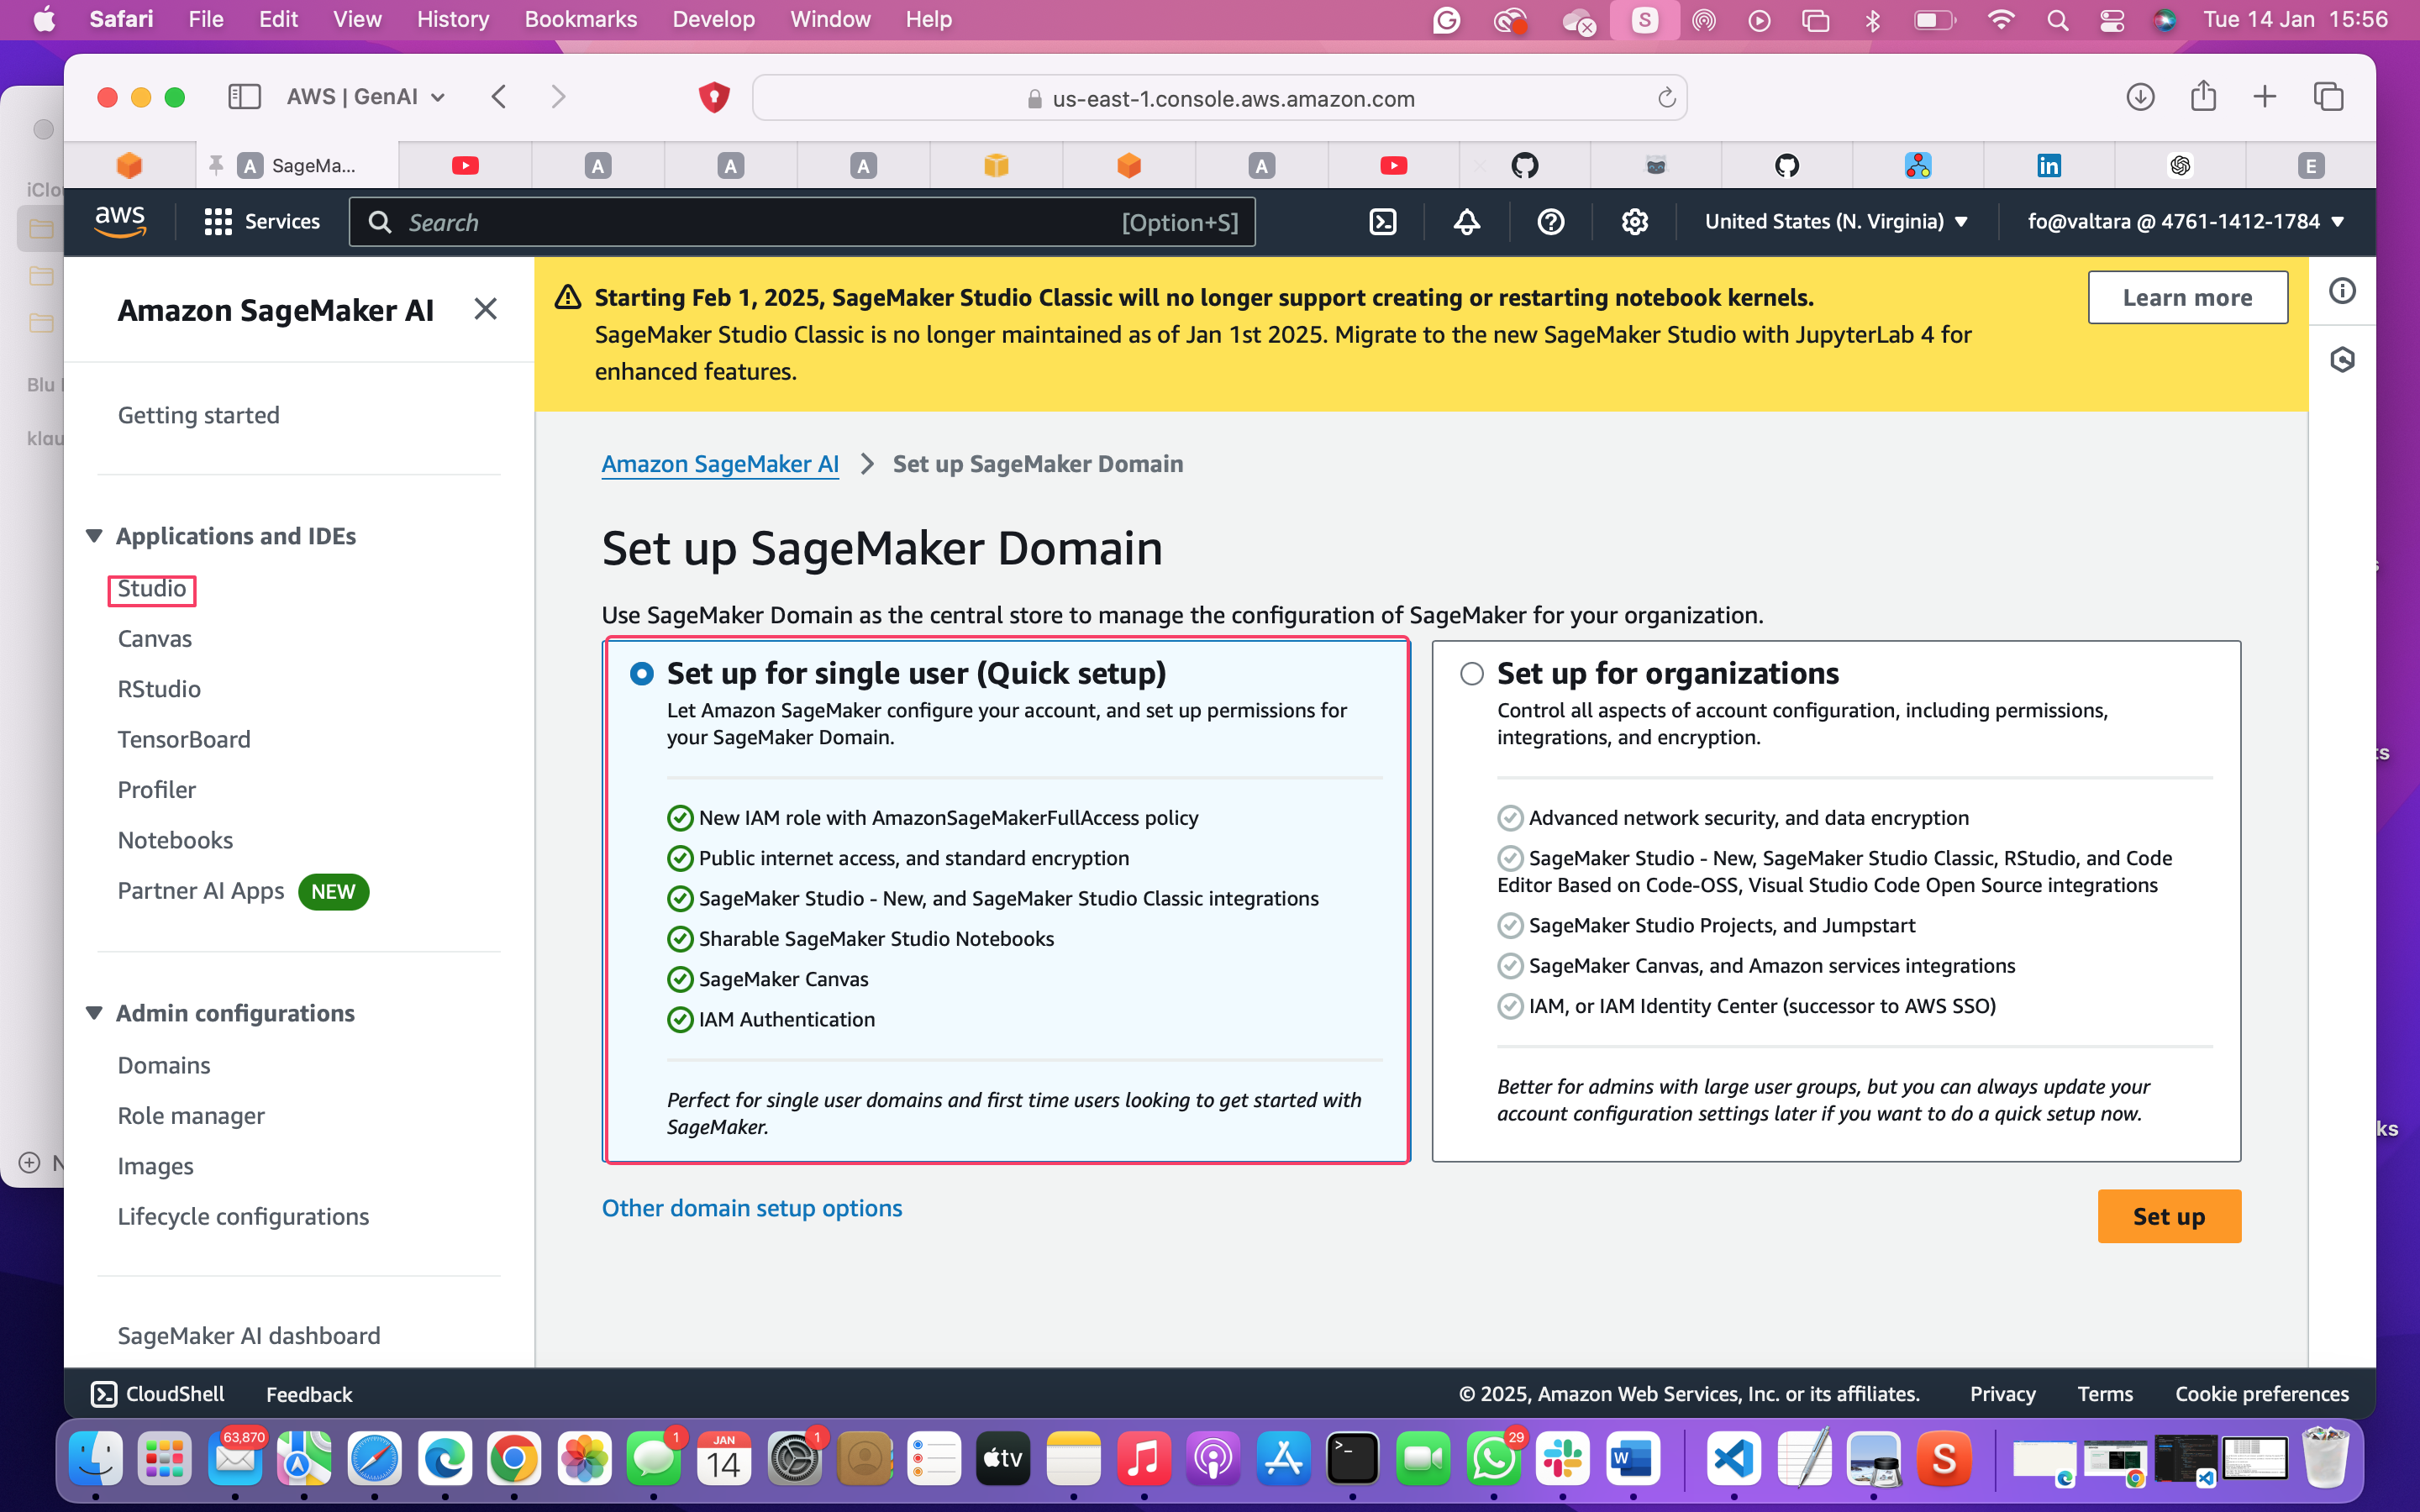 Safari File Edit View History Bookmarks Develop Window Help
Tue 14 Jan 15:56
AWS | GenAI
us-east-1.console.aws.amazon.com
SageMa...
aws
Services
Search
[Option+S]
United States (N. Virginia)
fo@valtara @ 4761-1412-1784
iClo
Blu
klau
Amazon SageMaker AI
Getting started
Applications and IDEs
Studio
Canvas
RStudio
TensorBoard
Profiler
Notebooks
Partner AI Apps NEW
Admin configurations
Domains
Role manager
Images
Lifecycle configurations
SageMaker AI dashboard
Starting Feb 1, 2025, SageMaker Studio Classic will no longer support creating or restarting notebook kernels.
SageMaker Studio Classic is no longer maintained as of Jan 1st 2025. Migrate to the new SageMaker Studio with JupyterLab 4 for
enhanced features.
Learn more
Amazon SageMaker AI > Set up SageMaker Domain
Set up SageMaker Domain
Use SageMaker Domain as the central store to manage the configuration of SageMaker for your organization.
Set up for single user (Quick setup)
Let Amazon SageMaker configure your account, and set up permissions for
your SageMaker Domain.
New IAM role with AmazonSageMakerFullAccess policy
Public internet access, and standard encryption
SageMaker Studio - New, and SageMaker Studio Classic integrations
Sharable SageMaker Studio Notebooks
SageMaker Canvas
IAM Authentication
Perfect for single user domains and first time users looking to get started with
SageMaker.
Set up for organizations
Control all aspects of account configuration, including permissions,
integrations, and encryption.
Advanced network security, and data encryption
SageMaker Studio - New, SageMaker Studio Classic, RStudio, and Code
Editor Based on Code-OSS, Visual Studio Code Open Source integrations
SageMaker Studio Projects, and Jumpstart
SageMaker Canvas, and Amazon services integrations
IAM, or IAM Identity Center (successor to AWS SSO)
Better for admins with large user groups, but you can always update your
account configuration settings later if you want to do a quick setup now.
Other domain setup options
Set up
ts
ks
CloudShell Feedback
© 2025, Amazon Web Services, Inc. or its affiliates. Privacy Terms Cookie preferences
63,870
1
JAN
14
1
tv
29